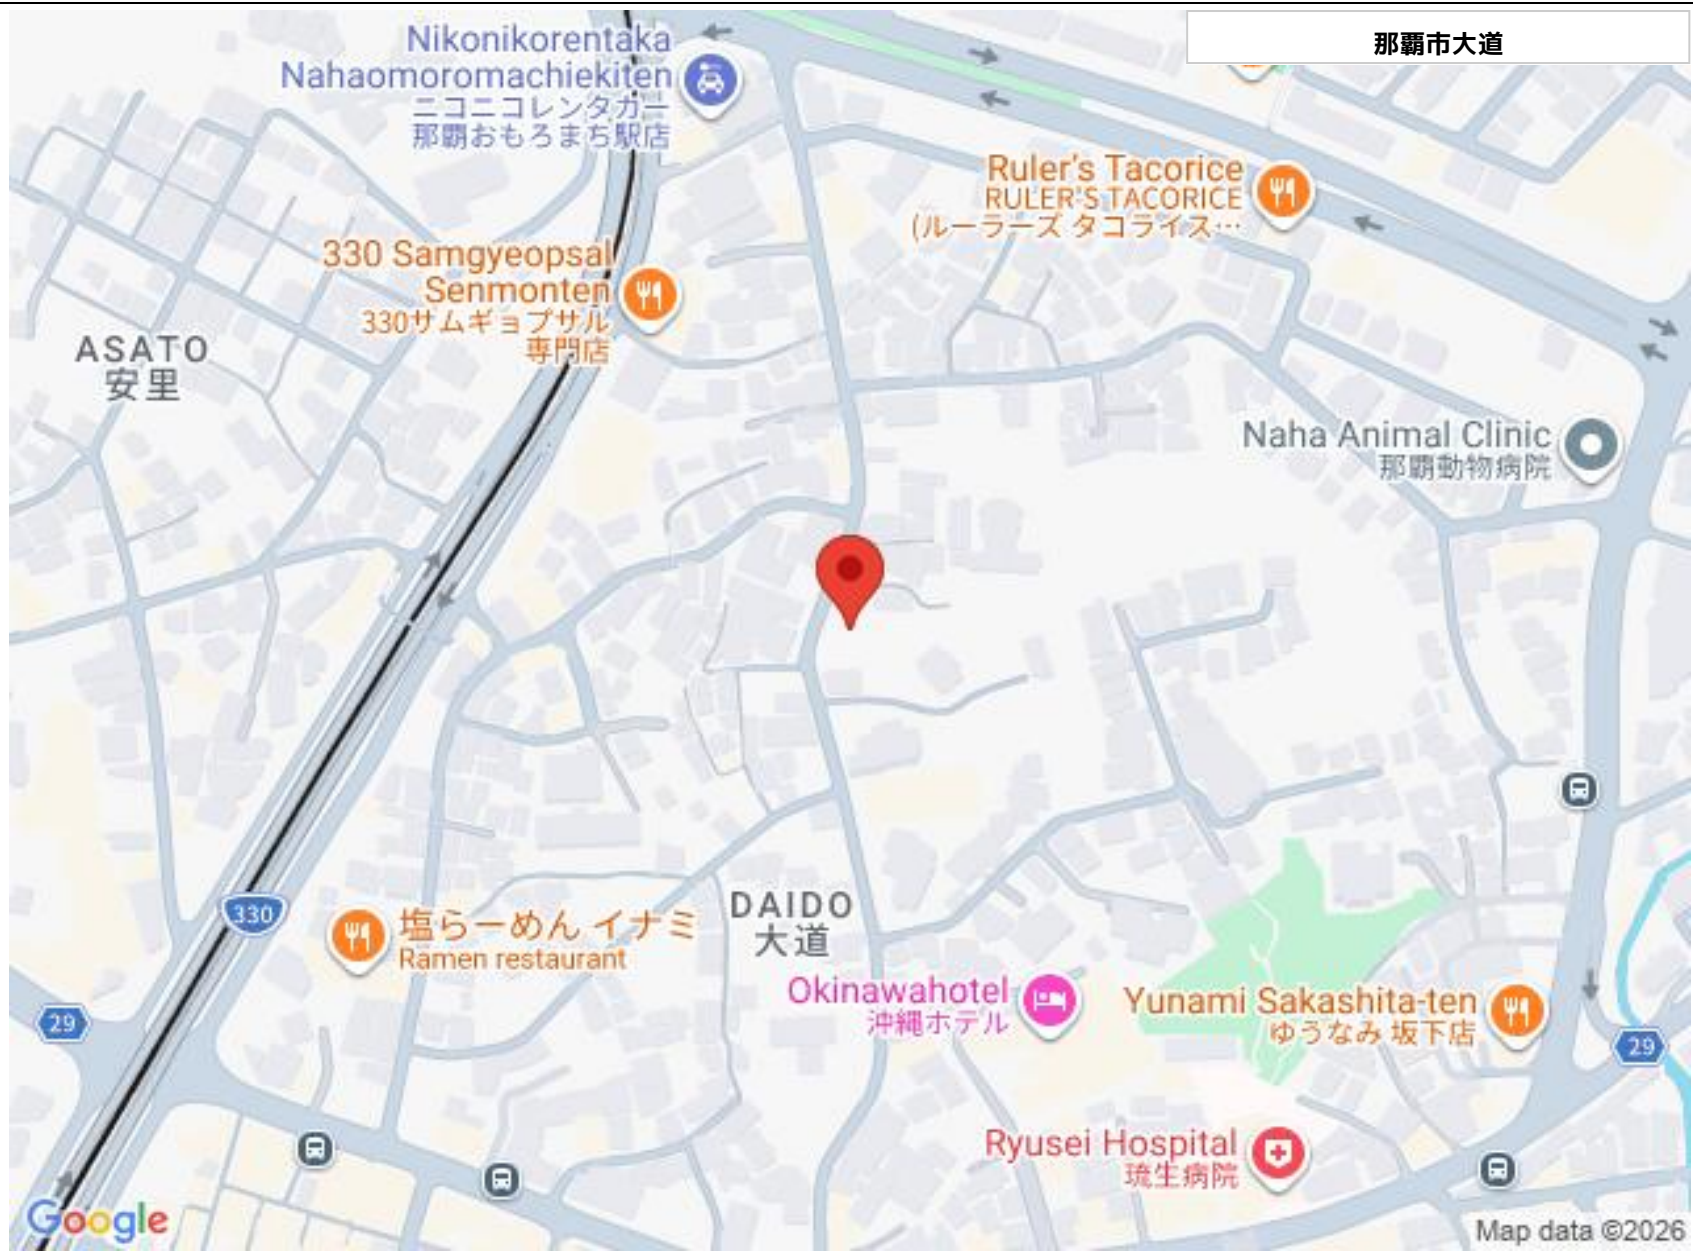 那覇市大道
Nikonikorentaka
Nahaomoromachiekiten
ニコニコレンタカー
那覇おもろまち駅店
Ruler's Tacorice
RULER'S TACORICE
(ルーラーズ タコライス…
330 Samgyeopsal
Senmonten
330サムギョプサル
専門店
ASATO
安里
Naha Animal Clinic
那覇動物病院
330
塩らーめん イナミ
Ramen restaurant
DAIDO
大道
Okinawahotel
沖縄ホテル
Yunami Sakashita-ten
ゆうなみ 坂下店
29
29
Ryusei Hospital
琉生病院
Google
Map data ©2026